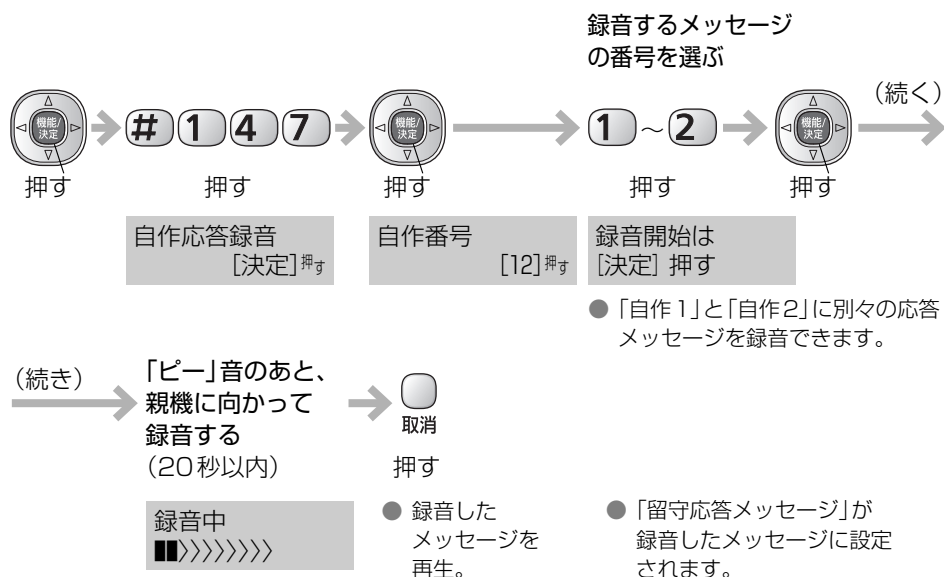 録音するメッセージ
の番号を選ぶ
(続く)
機能/
決定
# 1 4 7
機能/
決定
1 ~ 2
機能/
決定
押す 押す 押す 押す 押す
自作応答録音
[決定]押す
自作番号
[12]押す
録音開始は
[決定] 押す
● 「自作1」と「自作2」に別々の応答
メッセージを録音できます。
(続き)
「ピー」音のあと、
親機に向かって
録音する
(20秒以内)
取消
押す
録音中
● 録音した
メッセージを
再生。
● 「留守応答メッセージ」が
録音したメッセージに設定
されます。